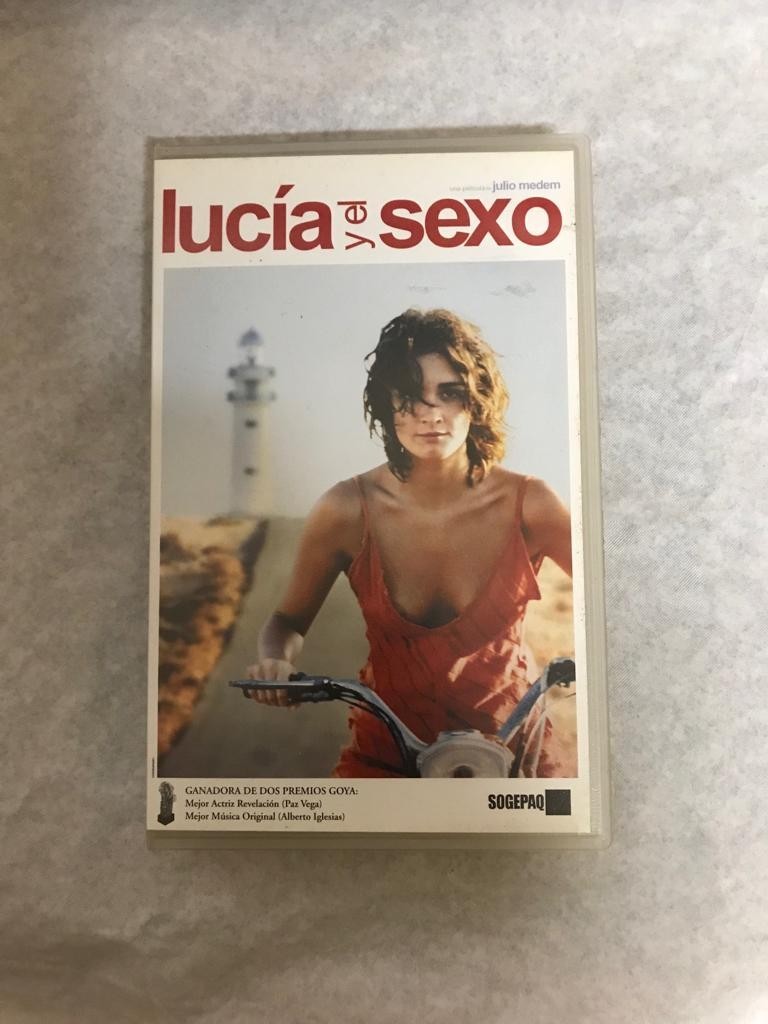 una película de julio medem
lucía y el sexo
GANADORA DE DOS PREMIOS GOYA:
Mejor Actriz Revelación (Paz Vega)
Mejor Música Original (Alberto Iglesias)
SOGEPAQ